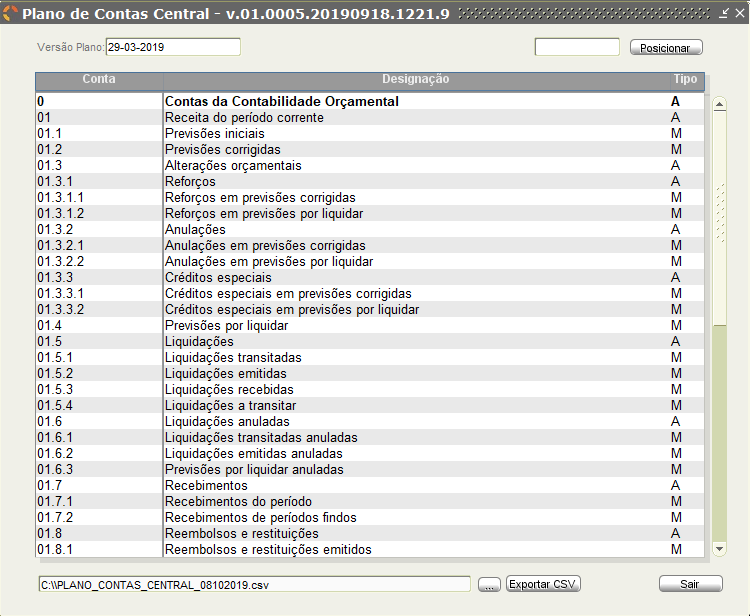 Plano de Contas Central - v.01.0005.20190918.1221.9
Versão Plano: 29-03-2019 Posicionar
Conta Designação Tipo
0 Contas da Contabilidade Orçamental A
01 Receita do período corrente A
01.1 Previsões iniciais M
01.2 Previsões corrigidas M
01.3 Alterações orçamentais A
01.3.1 Reforços A
01.3.1.1 Reforços em previsões corrigidas M
01.3.1.2 Reforços em previsões por liquidar M
01.3.2 Anulações A
01.3.2.1 Anulações em previsões corrigidas M
01.3.2.2 Anulações em previsões por liquidar M
01.3.3 Créditos especiais A
01.3.3.1 Créditos especiais em previsões corrigidas M
01.3.3.2 Créditos especiais em previsões por liquidar M
01.4 Previsões por liquidar M
01.5 Liquidações A
01.5.1 Liquidações transitadas M
01.5.2 Liquidações emitidas M
01.5.3 Liquidações recebidas M
01.5.4 Liquidações a transitar M
01.6 Liquidações anuladas A
01.6.1 Liquidações transitadas anuladas M
01.6.2 Liquidações emitidas anuladas M
01.6.3 Previsões por liquidar anuladas M
01.7 Recebimentos A
01.7.1 Recebimentos do período M
01.7.2 Recebimentos de períodos findos M
01.8 Reembolsos e restituições A
01.8.1 Reembolsos e restituições emitidos M
C:\\PLANO_CONTAS_CENTRAL_08102019.csv ... Exportar CSV Sair